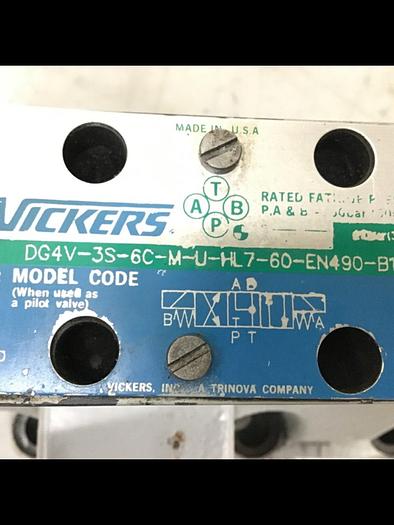 MADE IN U.S.A
VICKERS
T
A B
P
RATED
P.A & B -
DG4V-3S-6C-M-U-HL7-60-EN490-B1
MODEL CODE
(When used as
a pilot valve)
A B
B A
P T
VICKERS, INC. A TRINOVA COMPANY